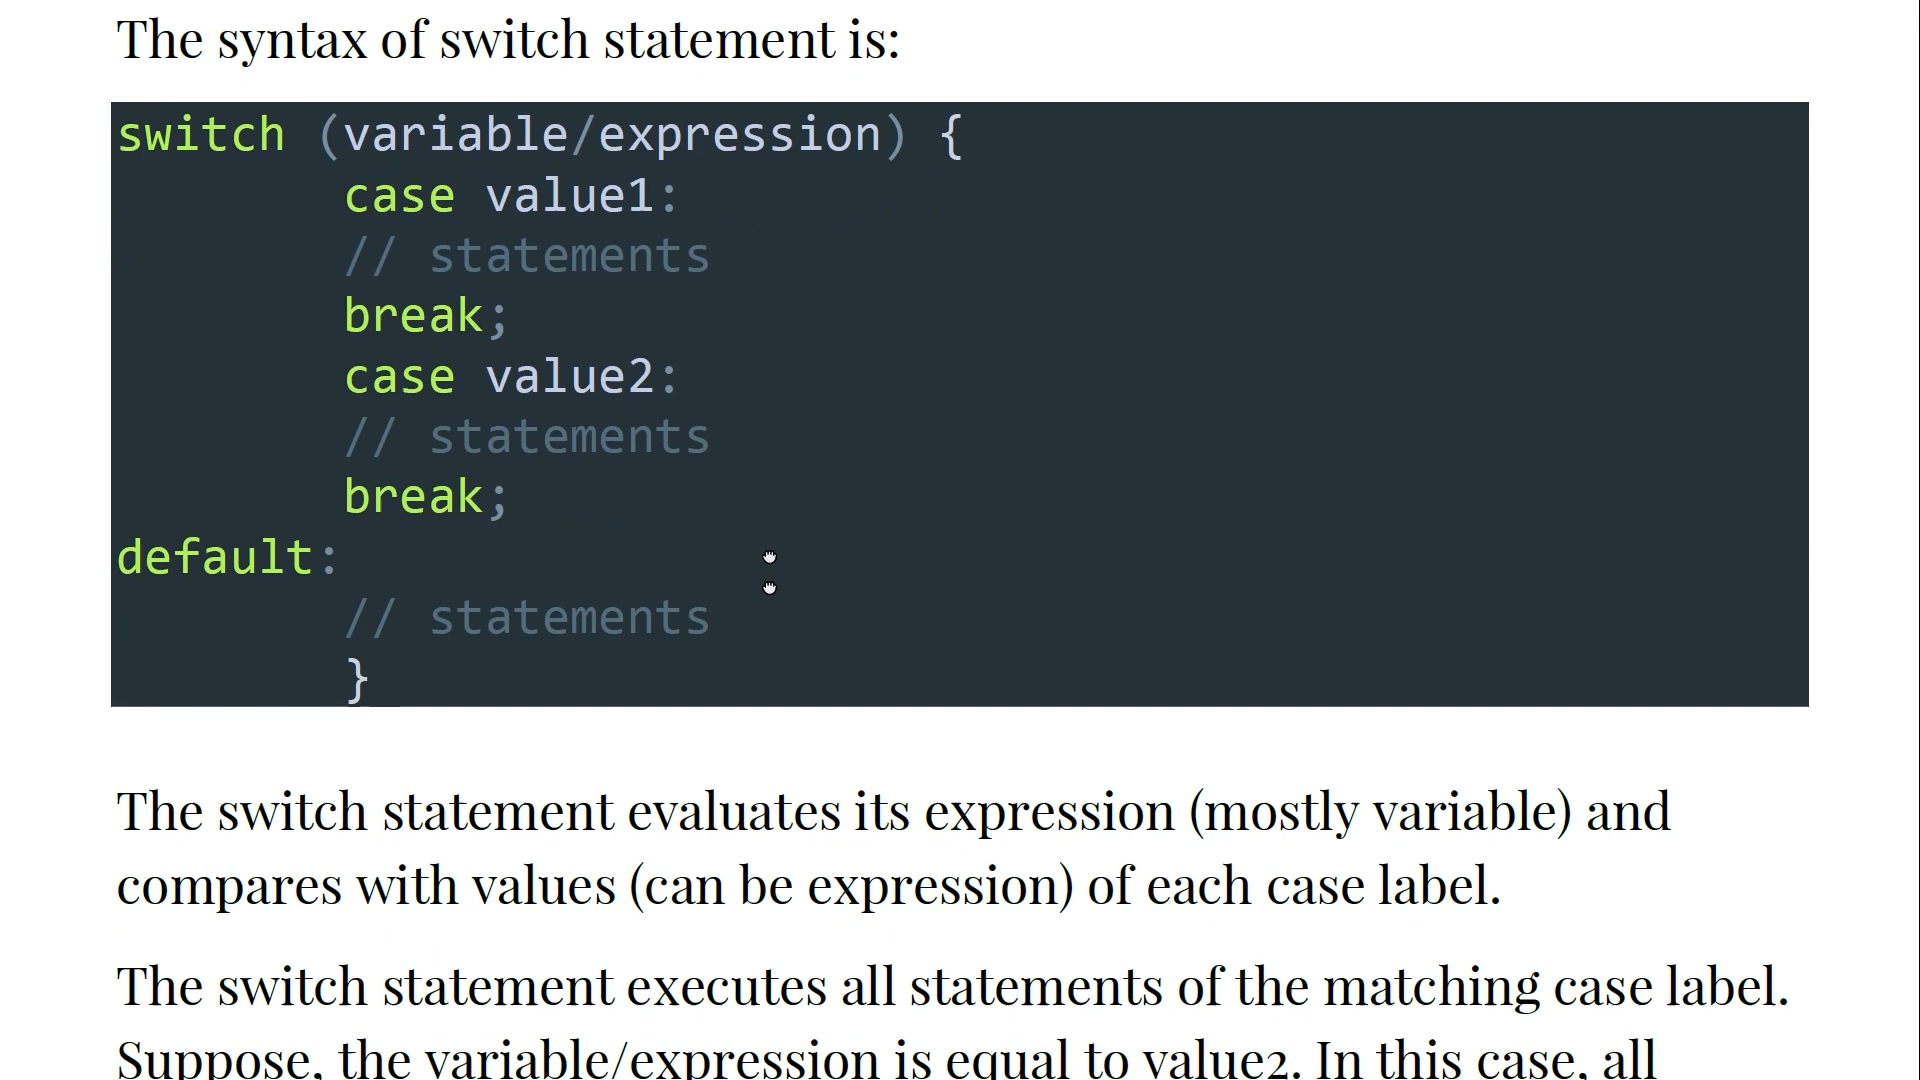 The syntax of switch statement is:
switch (variable/expression) {
case value1:
// statements
break;
case value2:
// statements
break;
default:
// statements
}
The switch statement evaluates its expression (mostly variable) and
compares with values (can be expression) of each case label.
The switch statement executes all statements of the matching case label.
Suppose, the variable/expression is equal to value2. In this case, all